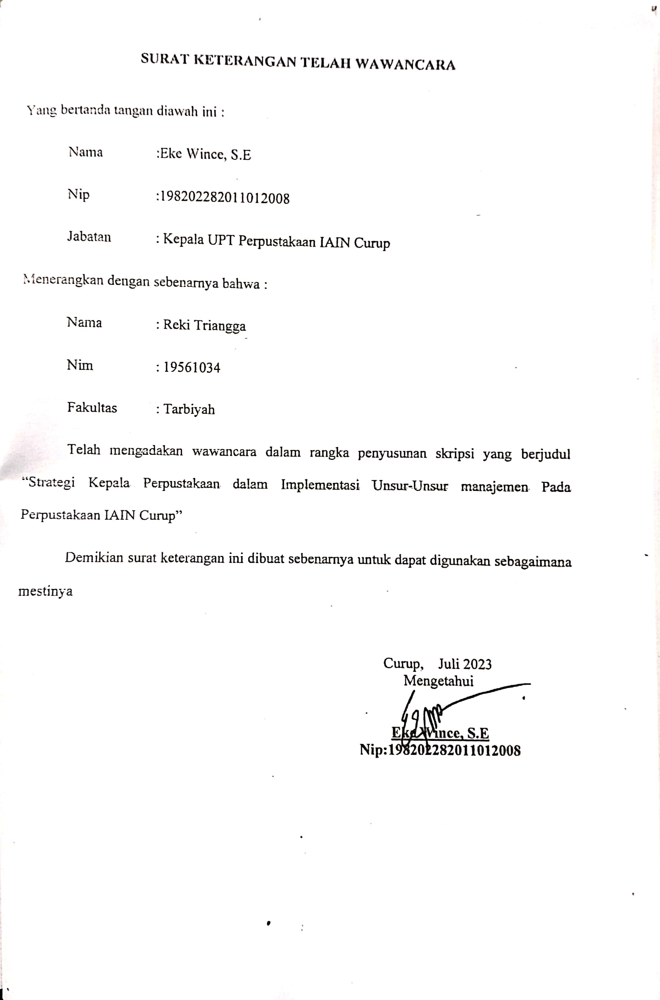 SURAT KETERANGAN TELAH WAWANCARA
Yang bertanda tangan diawah ini :
Nama :Eke Wince, S.E
Nip :198202282011012008
Jabatan : Kepala UPT Perpustakaan IAIN Curup
Menerangkan dengan sebenarnya bahwa :
Nama : Reki Triangga
Nim : 19561034
Fakultas : Tarbiyah
Telah mengadakan wawancara dalam rangka penyusunan skripsi yang berjudul
“Strategi Kepala Perpustakaan dalam Implementasi Unsur-Unsur manajemen Pada
Perpustakaan IAIN Curup”
Demikian surat keterangan ini dibuat sebenarnya untuk dapat digunakan sebagaimana
mestinya
Curup, Juli 2023
Mengetahui
Eke Wince, S.E
Nip:198202282011012008